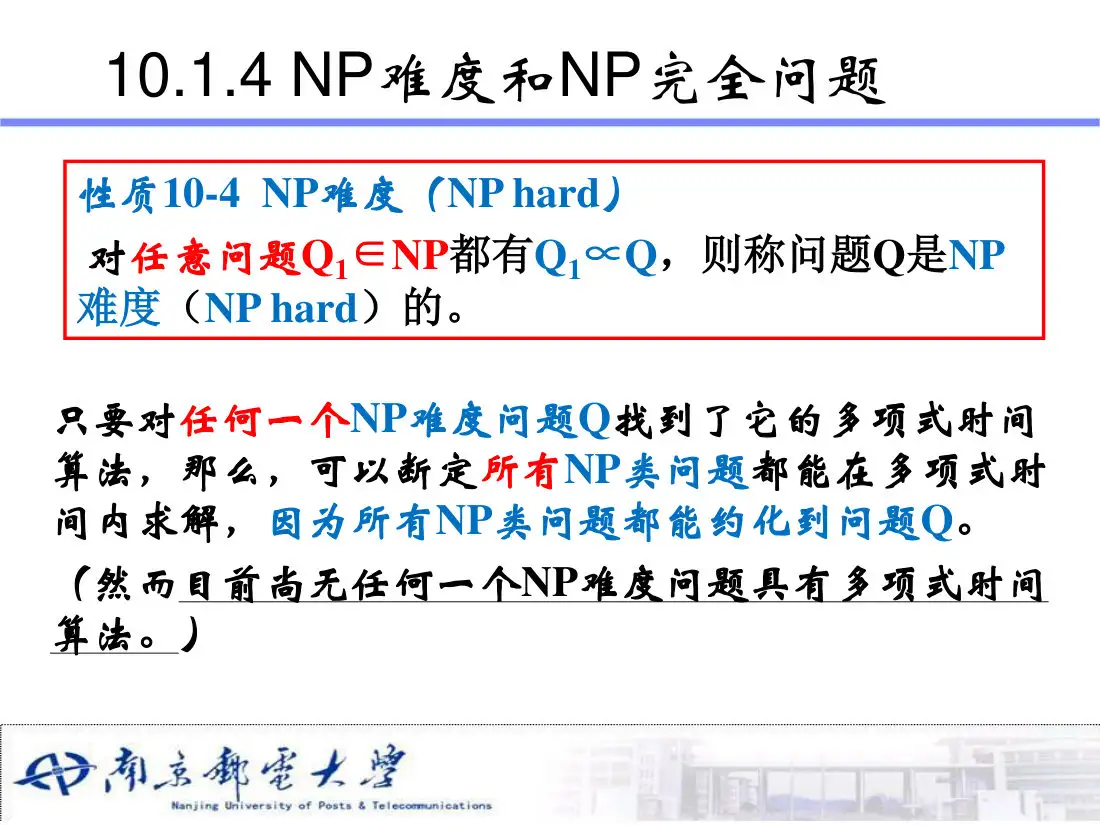 10.1.4 NP难度和NP完全问题
性质10-4 NP难度（NP hard）
对任意问题Q₁∈NP都有Q₁∝Q，则称问题Q是NP
难度（NP hard）的。
只要对任何一个NP难度问题Q找到了它的多项式时间
算法，那么，可以断定所有NP类问题都能在多项式时
间内求解，因为所有NP类问题都能约化到问题Q。
（然而目前尚无任何一个NP难度问题具有多项式时间
算法。）
南京郵電大學
Nanjing University of Posts & Telecommunications